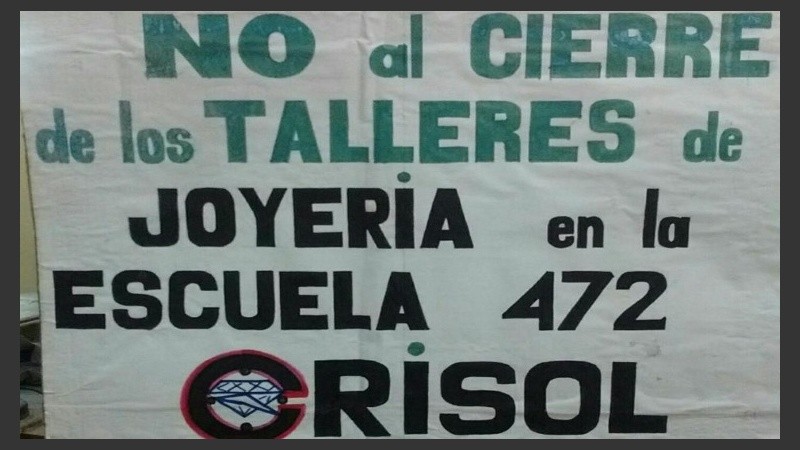 NO al CIERRE
de los TALLERES de
JOYERiA en la
ESCUELA 472
CRiSOL